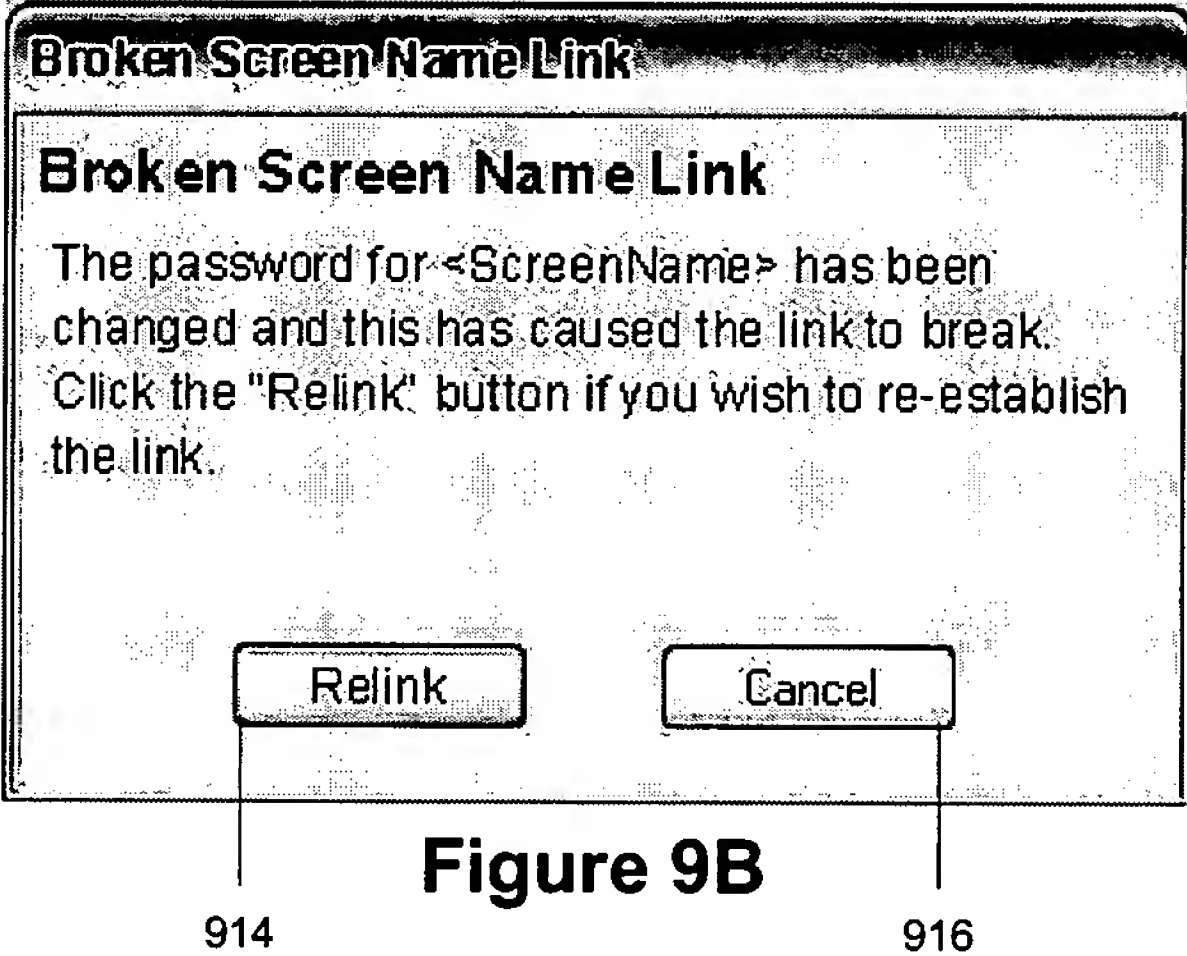 Broken Screen Name Link
Broken Screen Name Link
The password for <ScreenName> has been
changed and this has caused the link to break.
Click the "Relink" button if you wish to re-establish
the link.
Relink Cancel
Figure 9B
914 916